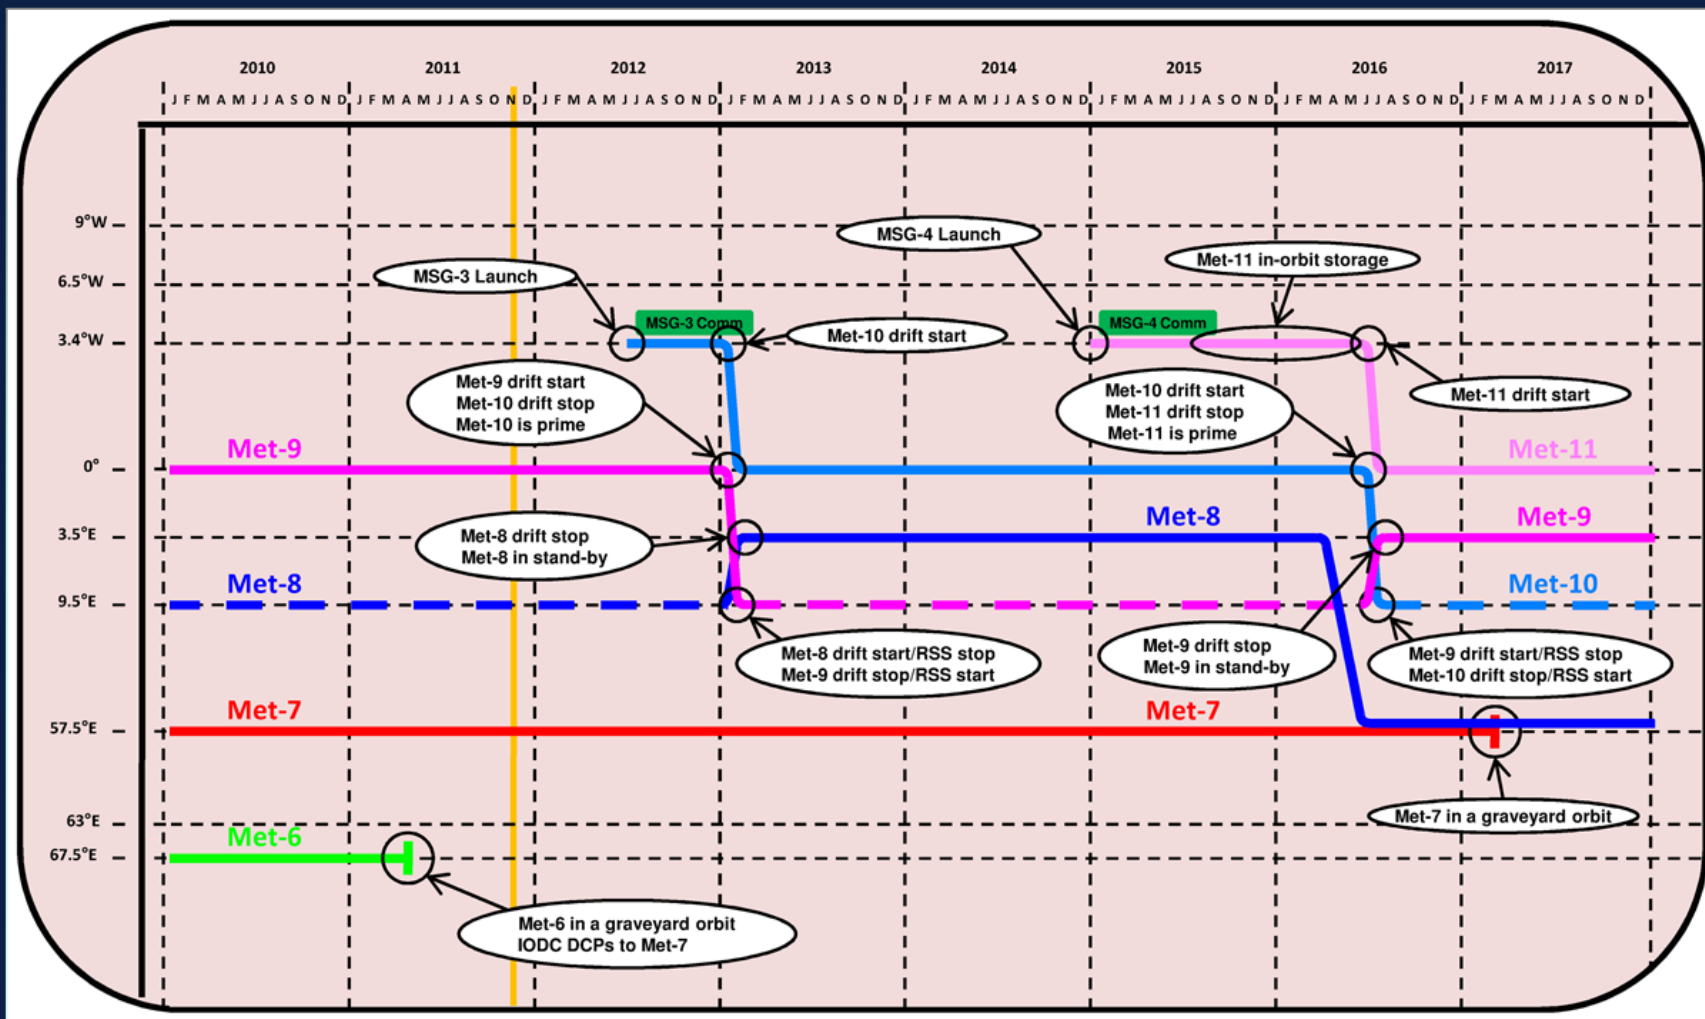 2010 2011 2012 2013 2014 2015 2016 2017
J F M A M J J A S O N D J F M A M J J A S O N D J F M A M J J A S O N D J F M A M J J A S O N D J F M A M J J A S O N D J F M A M J J A S O N D J F M A M J J A S O N D J F M A M J J A S O N D
9°W
MSG-4 Launch
Met-11 in-orbit storage
6.5°W
MSG-3 Launch
MSG-3 Comm
MSG-4 Comm
3.4°W
Met-10 drift start
Met-9 drift start
Met-10 drift stop
Met-10 is prime
Met-10 drift start
Met-11 drift stop
Met-11 is prime
Met-11 drift start
Met-9
Met-11
0°
Met-8 drift stop
Met-8 in stand-by
Met-8
Met-9
3.5°E
Met-8
Met-10
9.5°E
Met-8 drift start/RSS stop
Met-9 drift stop/RSS start
Met-9 drift stop
Met-9 in stand-by
Met-9 drift start/RSS stop
Met-10 drift stop/RSS start
Met-7
Met-7
57.5°E
Met-7 in a graveyard orbit
63°E
Met-6
67.5°E
Met-6 in a graveyard orbit
IODC DCPs to Met-7